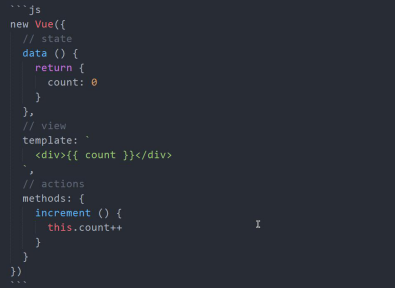 ```js
new Vue({
  // state
  data () {
    return {
      count: 0
    }
  },
  // view
  template: `
    <div>{{ count }}</div>
  `,
  // actions
  methods: {
    increment () {
      this.count++
    }
  }
})
```